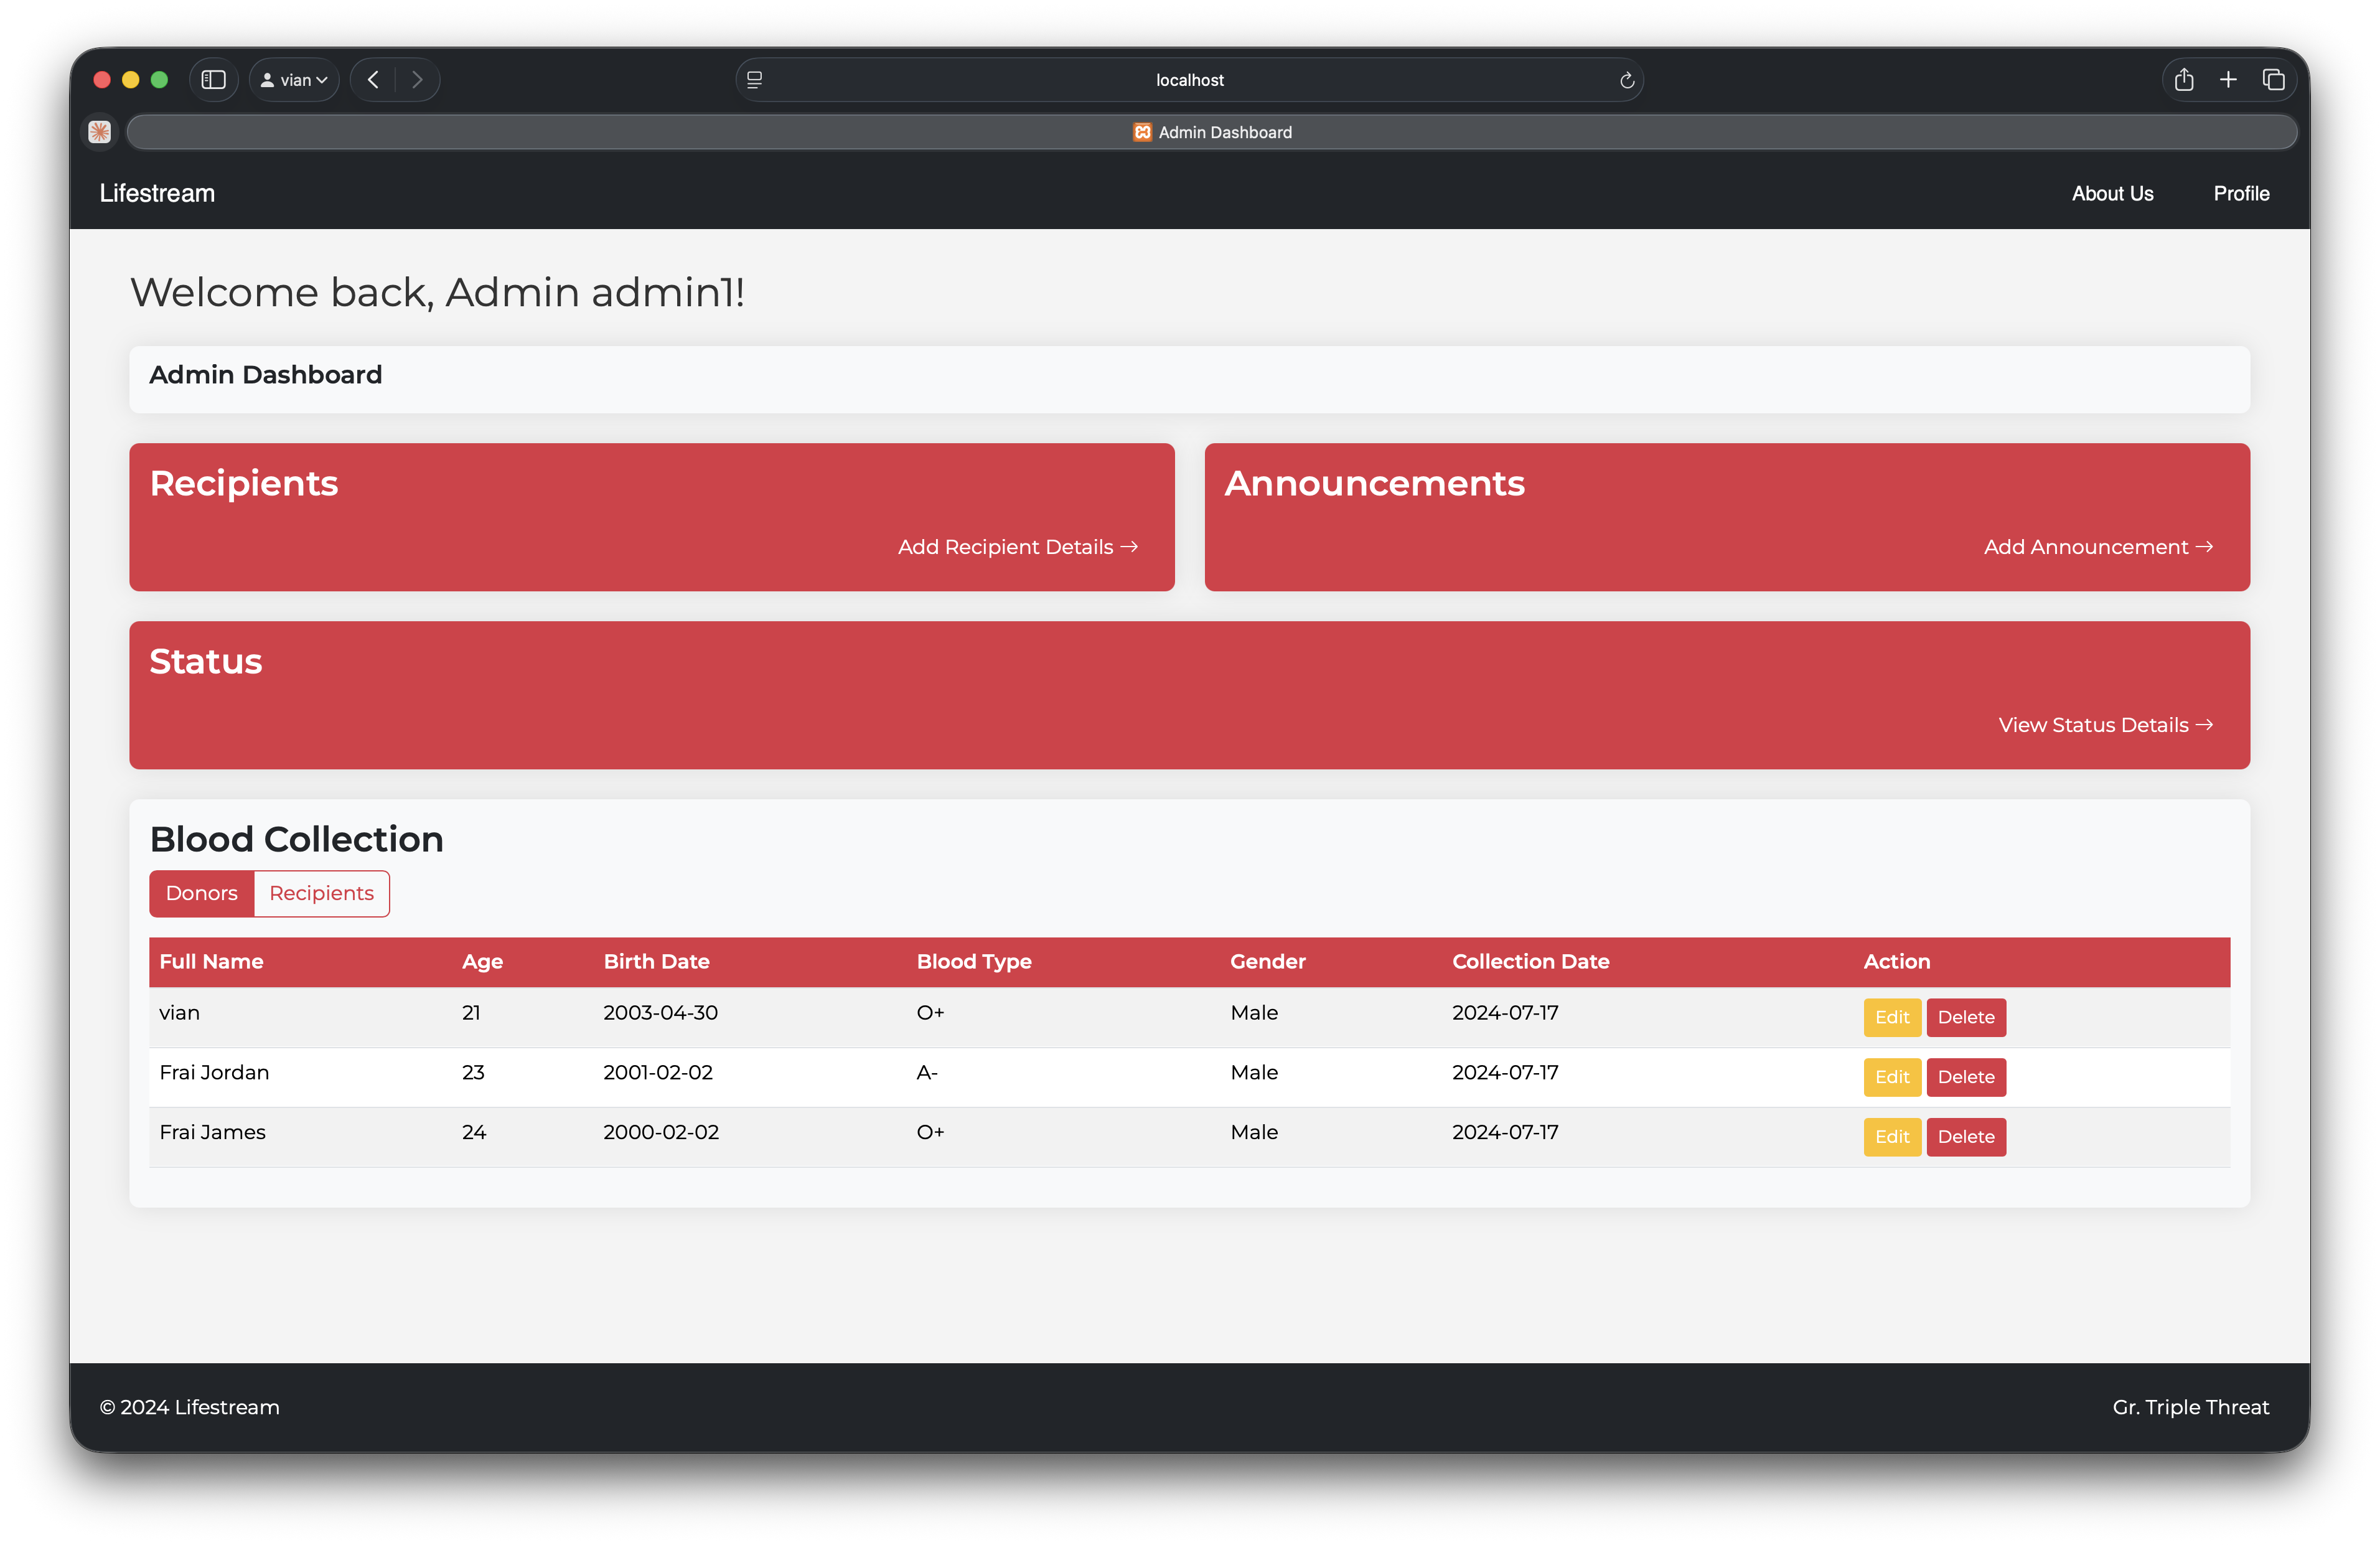 vian
localhost
Admin Dashboard
Lifestream
About Us
Profile
Welcome back, Admin admin1!
Admin Dashboard
Recipients
Add Recipient Details →
Announcements
Add Announcement →
Status
View Status Details →
Blood Collection
Donors Recipients
Full Name Age Birth Date Blood Type Gender Collection Date Action
vian 21 2003-04-30 O+ Male 2024-07-17 Edit Delete
Frai Jordan 23 2001-02-02 A- Male 2024-07-17 Edit Delete
Frai James 24 2000-02-02 O+ Male 2024-07-17 Edit Delete
© 2024 Lifestream
Gr. Triple Threat